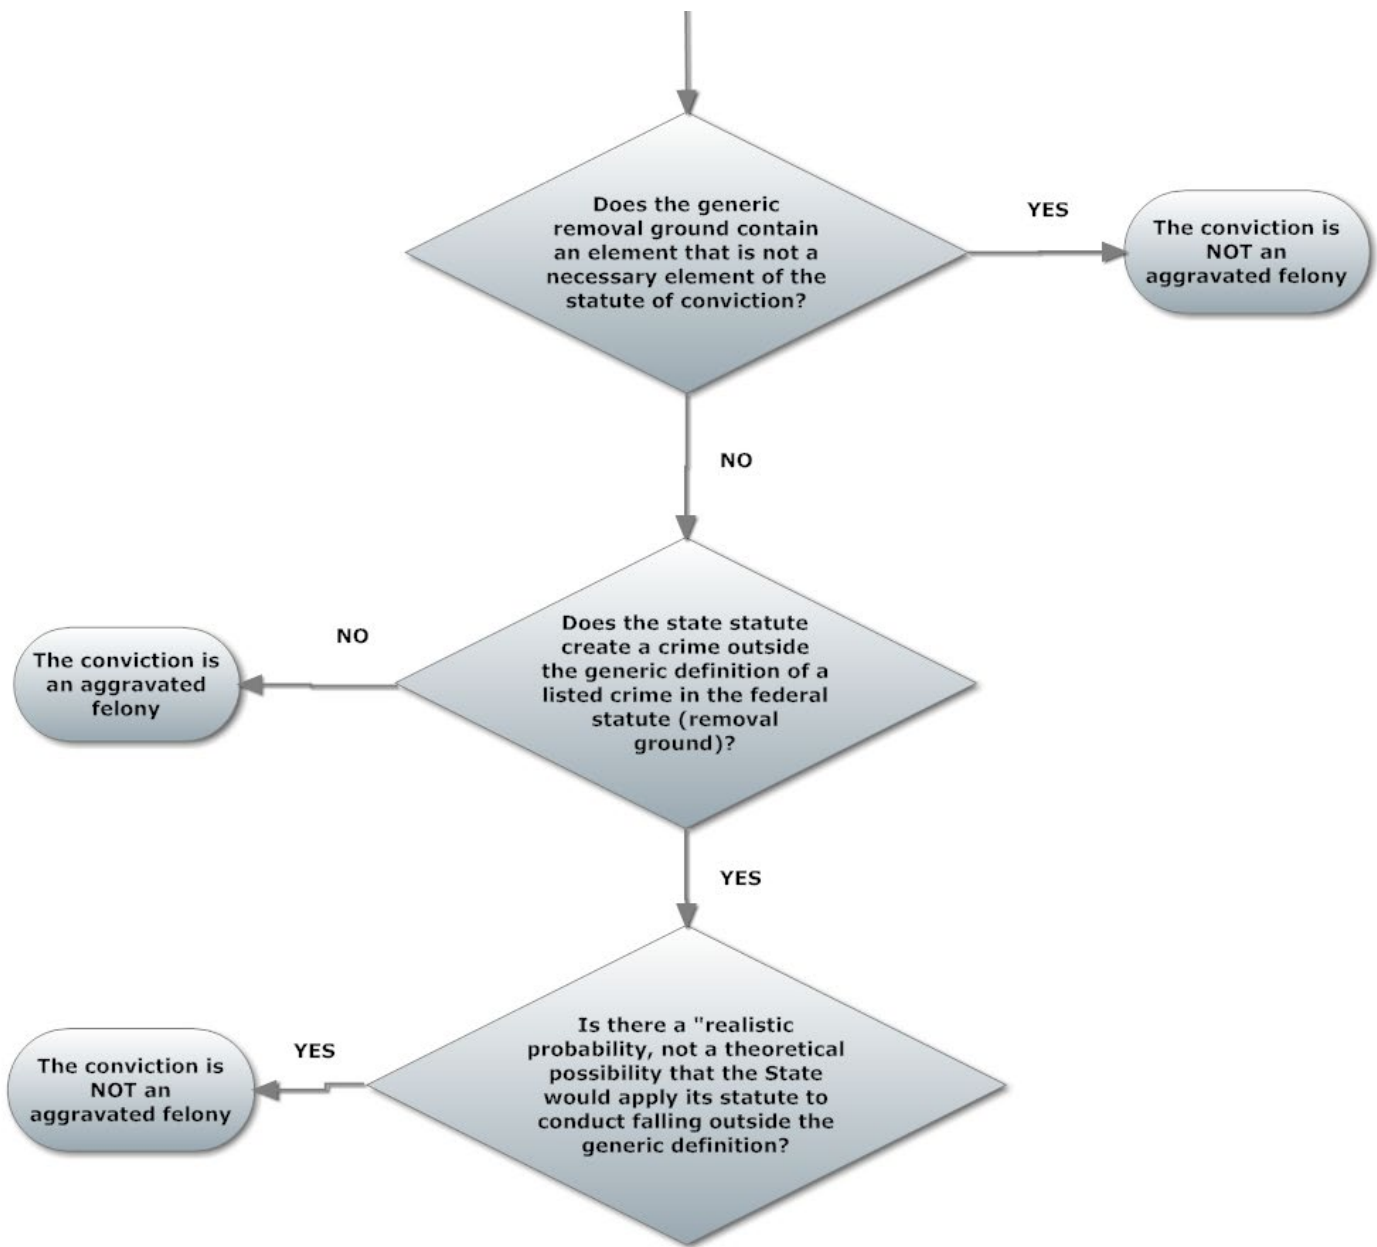 Does the generic
removal ground contain
an element that is not a
necessary element of the
statute of conviction?
YES
The conviction is
NOT an
aggravated felony
NO
Does the state statute
create a crime outside
the generic definition of a
listed crime in the federal
statute (removal
ground)?
NO
The conviction is
an aggravated
felony
YES
Is there a "realistic
probability, not a theoretical
possibility that the State
would apply its statute to
conduct falling outside the
generic definition?
YES
The conviction is
NOT an
aggravated felony